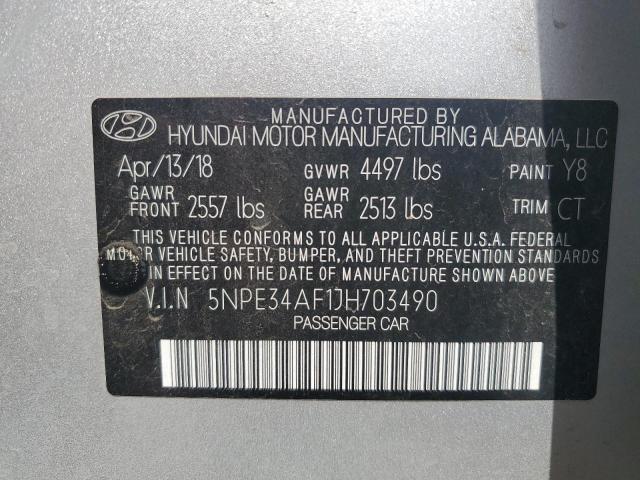 MANUFACTURED BY
HYUNDAI MOTOR MANUFACTURING ALABAMA, LLC
Apr/13/18 GVWR 4497 lbs PAINT Y8
GAWR FRONT 2557 lbs GAWR REAR 2513 lbs TRIM CT
THIS VEHICLE CONFORMS TO ALL APPLICABLE U.S.A. FEDERAL
MOTOR VEHICLE SAFETY, BUMPER, AND THEFT PREVENTION
STANDARDS IN EFFECT ON THE DATE OF MANUFACTURE SHOWN ABOVE.
V.I.N 5NPE34AF1JH703490
PASSENGER CAR